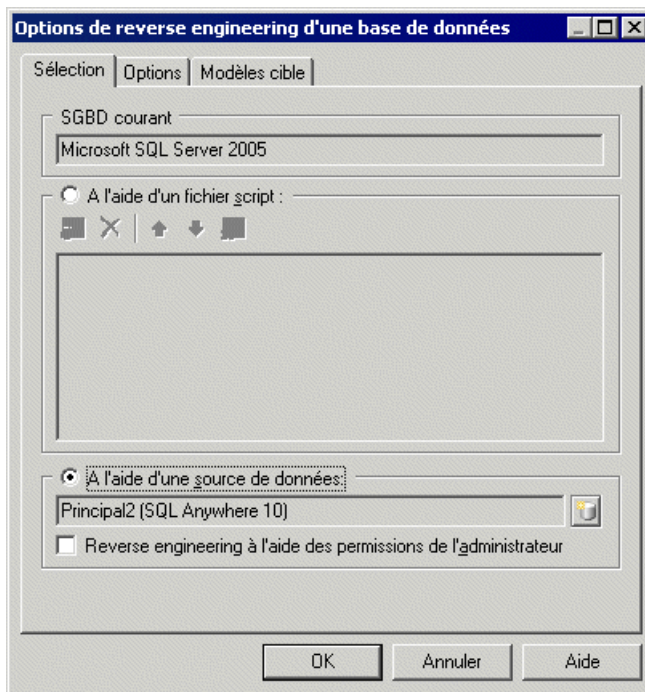 Options de reverse engineering d'une base de données
Sélection Options Modèles cible
SGBD courant
Microsoft SQL Server 2005
A l'aide d'un fichier script :
A l'aide d'une source de données:
Principal2 (SQL Anywhere 10)
Reverse engineering à l'aide des permissions de l'administrateur
OK Annuler Aide